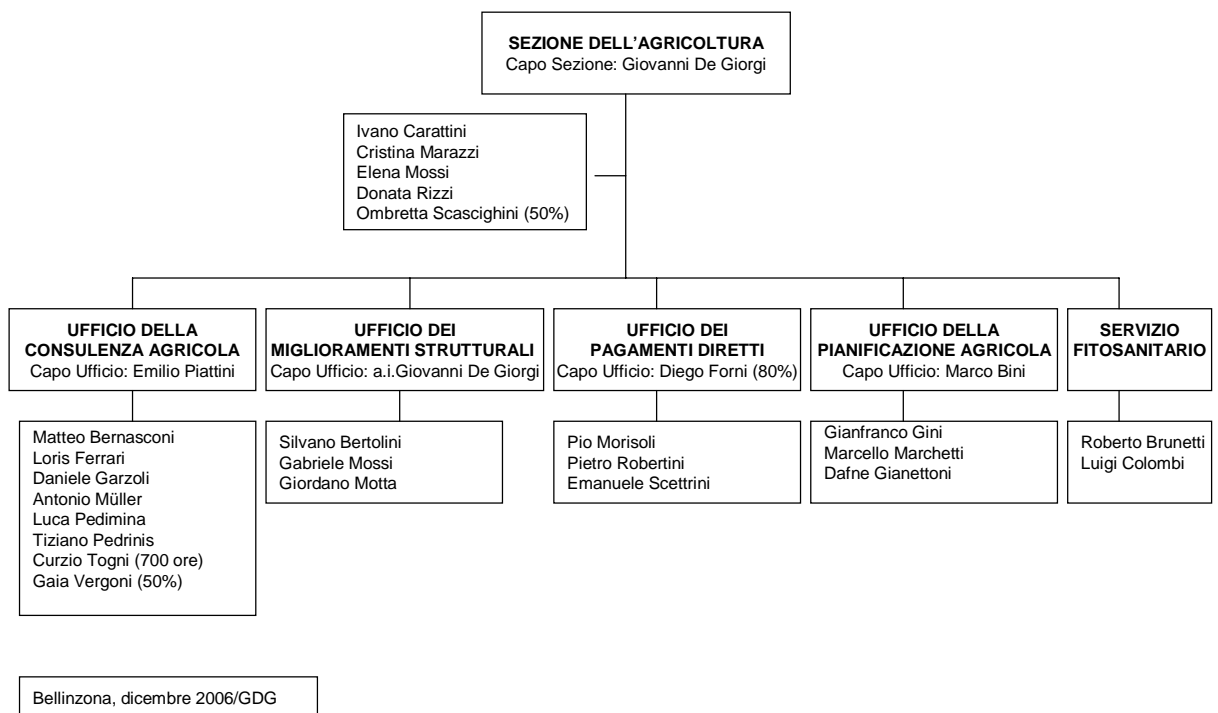 SEZIONE DELL'AGRICOLTURA
Capo Sezione: Giovanni De Giorgi
Ivano Carattini
Cristina Marazzi
Elena Mossi
Donata Rizzi
Ombretta Scascighini (50%)
UFFICIO DELLA
CONSULENZA AGRICOLA
Capo Ufficio: Emilio Piattini
UFFICIO DEI
MIGLIORAMENTI STRUTTURALI
Capo Ufficio: a.i.Giovanni De Giorgi
UFFICIO DEI
PAGAMENTI DIRETTI
Capo Ufficio: Diego Forni (80%)
UFFICIO DELLA
PIANIFICAZIONE AGRICOLA
Capo Ufficio: Marco Bini
SERVIZIO
FITOSANITARIO
Matteo Bernasconi
Loris Ferrari
Daniele Garzoli
Antonio Müller
Luca Pedimina
Tiziano Pedrinis
Curzio Togni (700 ore)
Gaia Vergoni (50%)
Silvano Bertolini
Gabriele Mossi
Giordano Motta
Pio Morisoli
Pietro Robertini
Emanuele Scettrini
Gianfranco Gini
Marcello Marchetti
Dafne Gianettoni
Roberto Brunetti
Luigi Colombi
Bellinzona, dicembre 2006/GDG